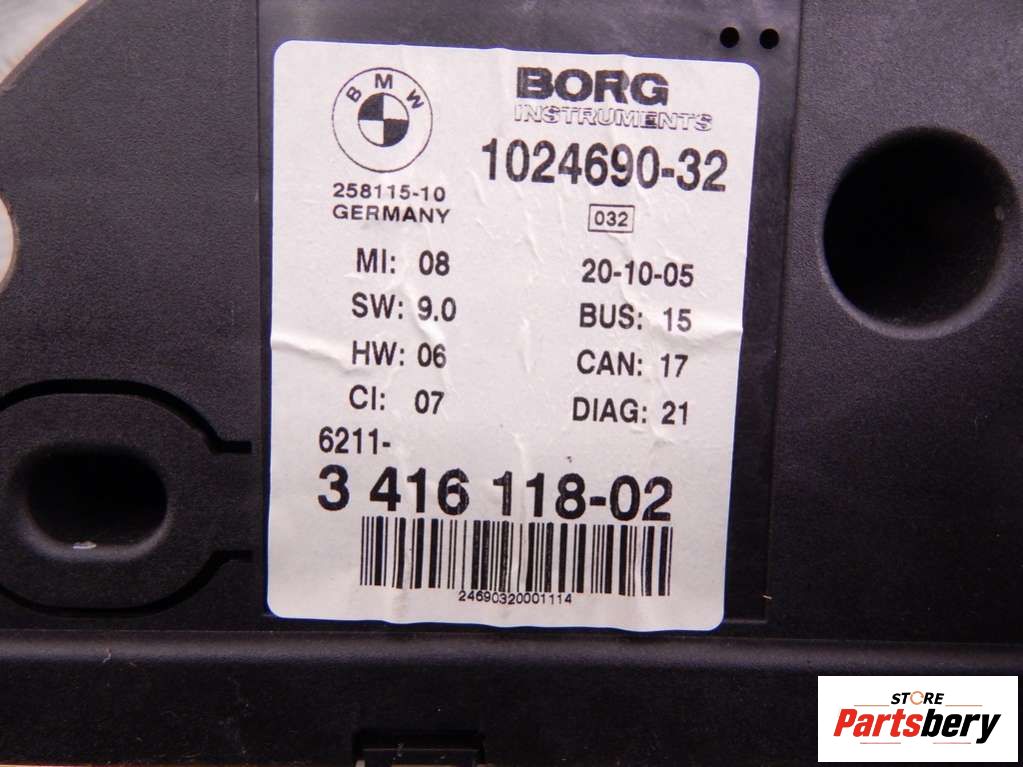 BMW
BORG
INSTRUMENTS
1024690-32
258115-10
GERMANY
032
MI: 08
20-10-05
SW: 9.0
BUS: 15
HW: 06
CAN: 17
CI: 07
DIAG: 21
6211-
3 416 118-02
24690320001114
STORE
Partsbery